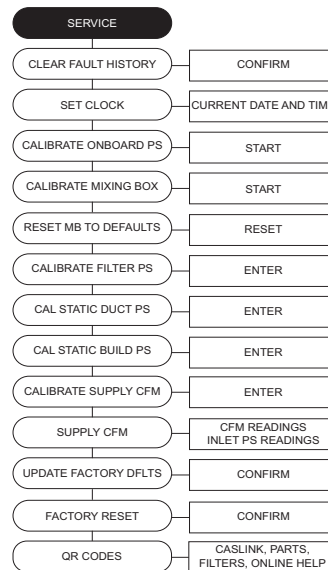 SERVICE
CLEAR FAULT HISTORY
CONFIRM
SET CLOCK
CURRENT DATE AND TIM
CALIBRATE ONBOARD PS
START
CALIBRATE MIXING BOX
START
RESET MB TO DEFAULTS
RESET
CALIBRATE FILTER PS
ENTER
CAL STATIC DUCT PS
ENTER
CAL STATIC BUILD PS
ENTER
CALIBRATE SUPPLY CFM
ENTER
SUPPLY CFM
CFM READINGS
INLET PS READINGS
UPDATE FACTORY DFLTS
CONFIRM
FACTORY RESET
CONFIRM
QR CODES
CASLINK, PARTS,
FILTERS, ONLINE HELP